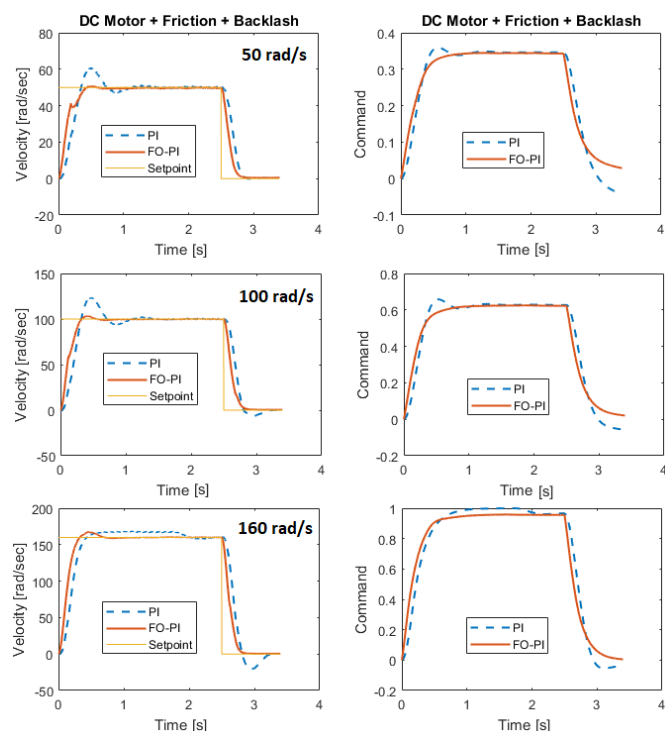 DC Motor + Friction + Backlash
80
60
40
20
0
-20
0
1
2
3
4
Velocity [rad/sec]
Time [s]
50 rad/s
PI
FO-PI
Setpoint
DC Motor + Friction + Backlash
0.4
0.3
0.2
0.1
0
-0.1
0
1
2
3
4
Command
Time [s]
PI
FO-PI
150
100
50
0
-50
0
1
2
3
4
Velocity [rad/sec]
Time [s]
100 rad/s
PI
FO-PI
Setpoint
0.8
0.6
0.4
0.2
0
-0.2
0
1
2
3
4
Command
Time [s]
PI
FO-PI
200
150
100
50
0
-50
0
1
2
3
4
Velocity [rad/sec]
Time [s]
160 rad/s
PI
FO-PI
Setpoint
1
0.8
0.6
0.4
0.2
0
-0.2
0
1
2
3
4
Command
Time [s]
PI
FO-PI